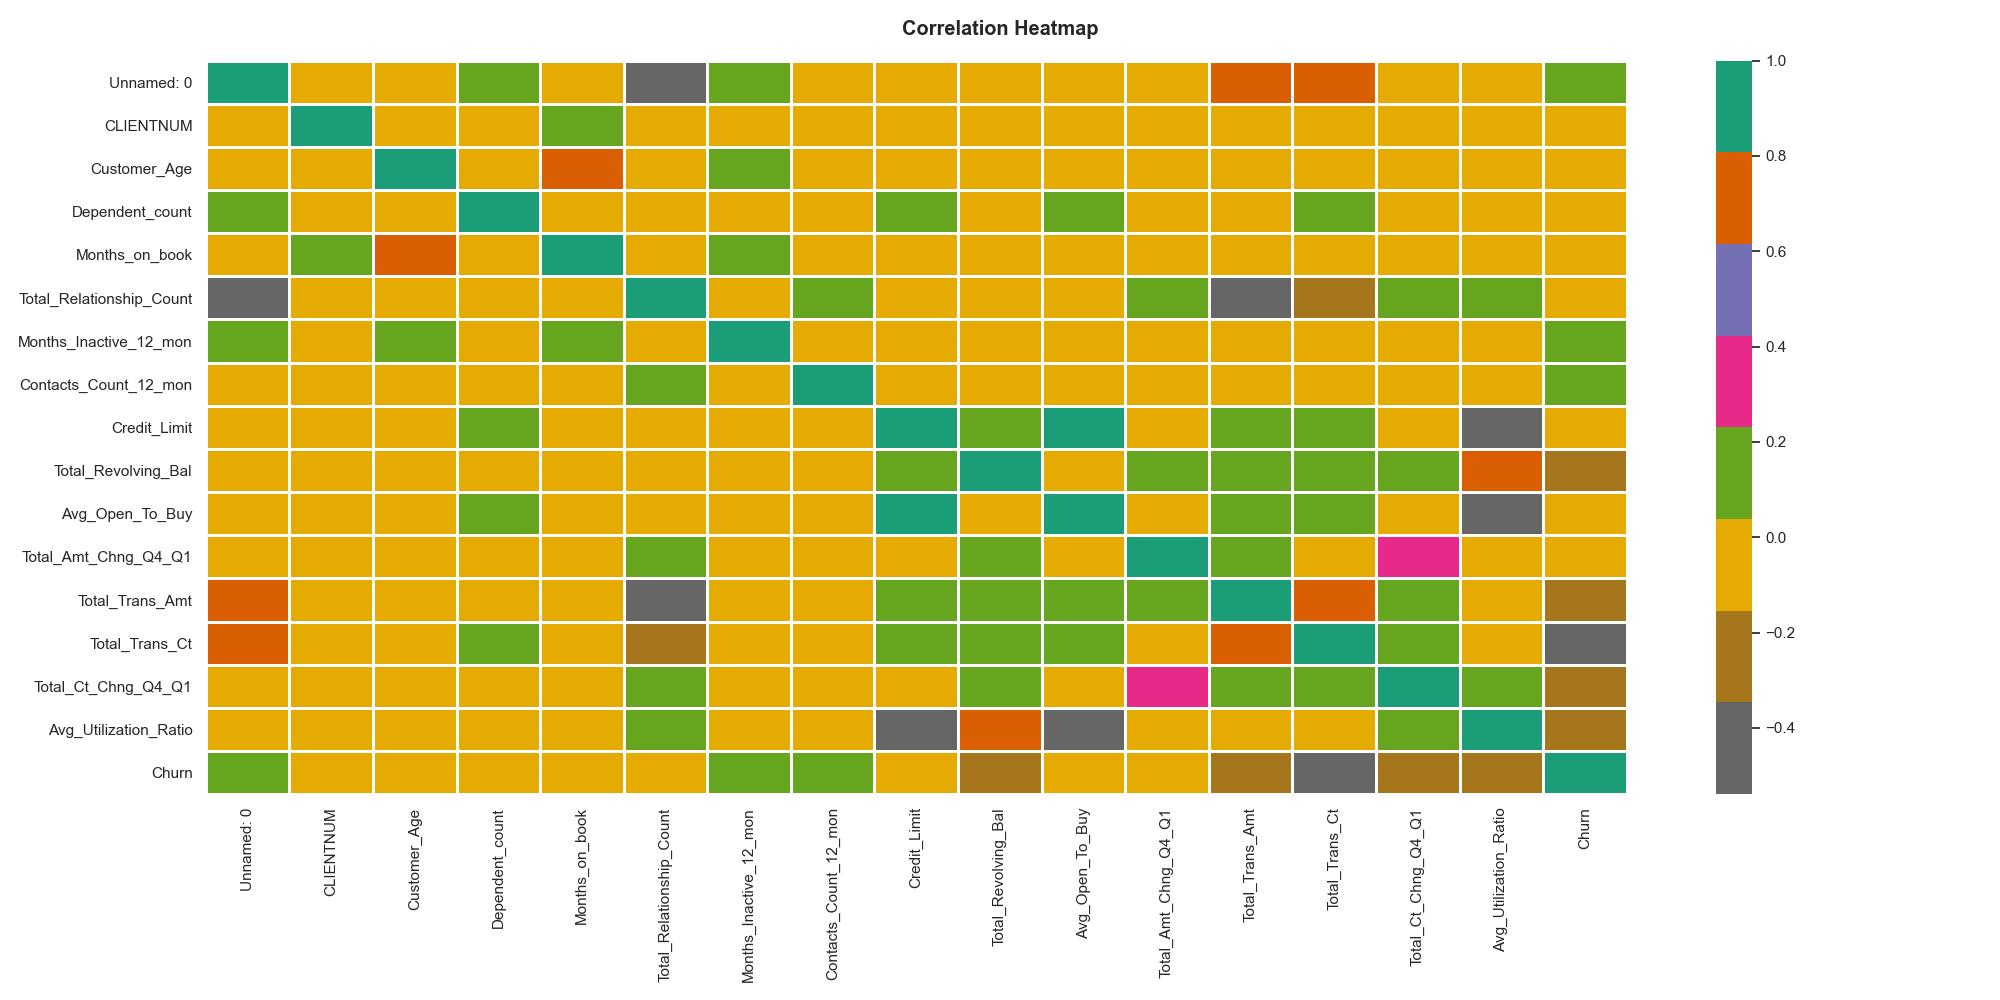 Correlation Heatmap
Unnamed: 0
CLIENTNUM
Customer_Age
Dependent_count
Months_on_book
Total_Relationship_Count
Months_Inactive_12_mon
Contacts_Count_12_mon
Credit_Limit
Total_Revolving_Bal
Avg_Open_To_Buy
Total_Amt_Chng_Q4_Q1
Total_Trans_Amt
Total_Trans_Ct
Total_Ct_Chng_Q4_Q1
Avg_Utilization_Ratio
Churn
Unnamed: 0
CLIENTNUM
Customer_Age
Dependent_count
Months_on_book
Total_Relationship_Count
Months_Inactive_12_mon
Contacts_Count_12_mon
Credit_Limit
Total_Revolving_Bal
Avg_Open_To_Buy
Total_Amt_Chng_Q4_Q1
Total_Trans_Amt
Total_Trans_Ct
Total_Ct_Chng_Q4_Q1
Avg_Utilization_Ratio
Churn
1.0
0.8
0.6
0.4
0.2
0.0
−0.2
−0.4